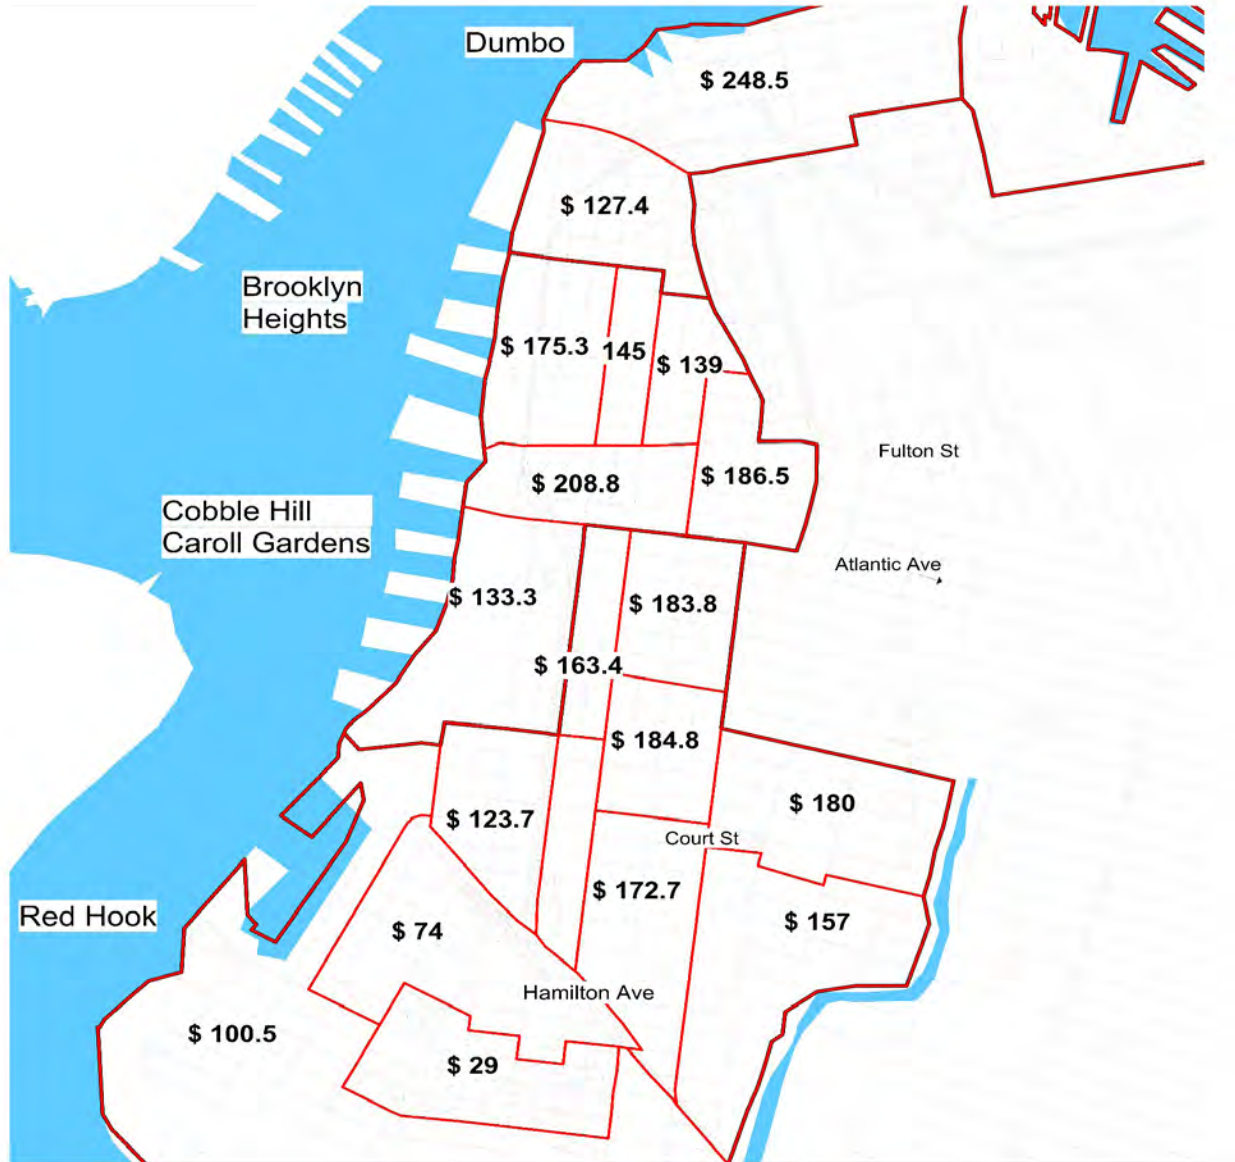 Dumbo
$ 248.5
$ 127.4
Brooklyn
Heights
$ 175.3
145
$ 139
Fulton St
$ 186.5
$ 208.8
Cobble Hill
Caroll Gardens
Atlantic Ave
$ 133.3
$ 183.8
$ 163.4
$ 184.8
$ 180
$ 123.7
Court St
$ 172.7
Red Hook
$ 157
$ 74
Hamilton Ave
$ 100.5
$ 29